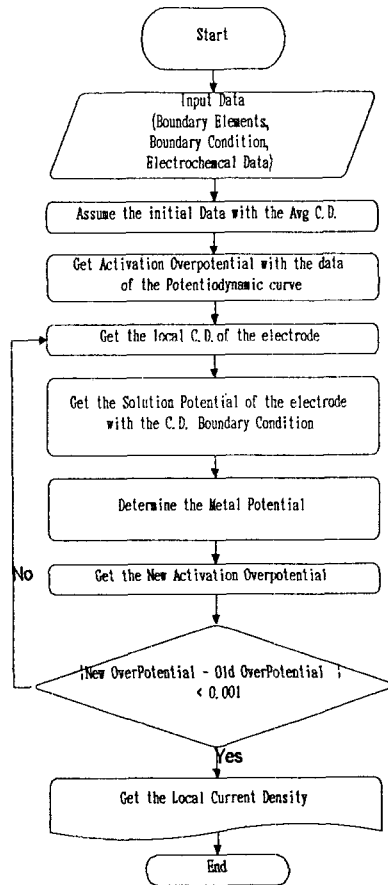 Start
Input Data
{Boundary Elements,
Boundary Condition,
Electrochemcal Data}
Assume the initial Data with the Avg C.D.
Get Activation Overpotential with the data
of the Potentiodynamic curve
Get the local C.D. of the electrode
Get the Solution Potential of the electrode
with the C.D. Boundary Condition
Determine the Metal Potential
Get the New Activation Overpotential
No
|New OverPotential - Old OverPotential |
< 0.001
Yes
Get the Local Current Density
End